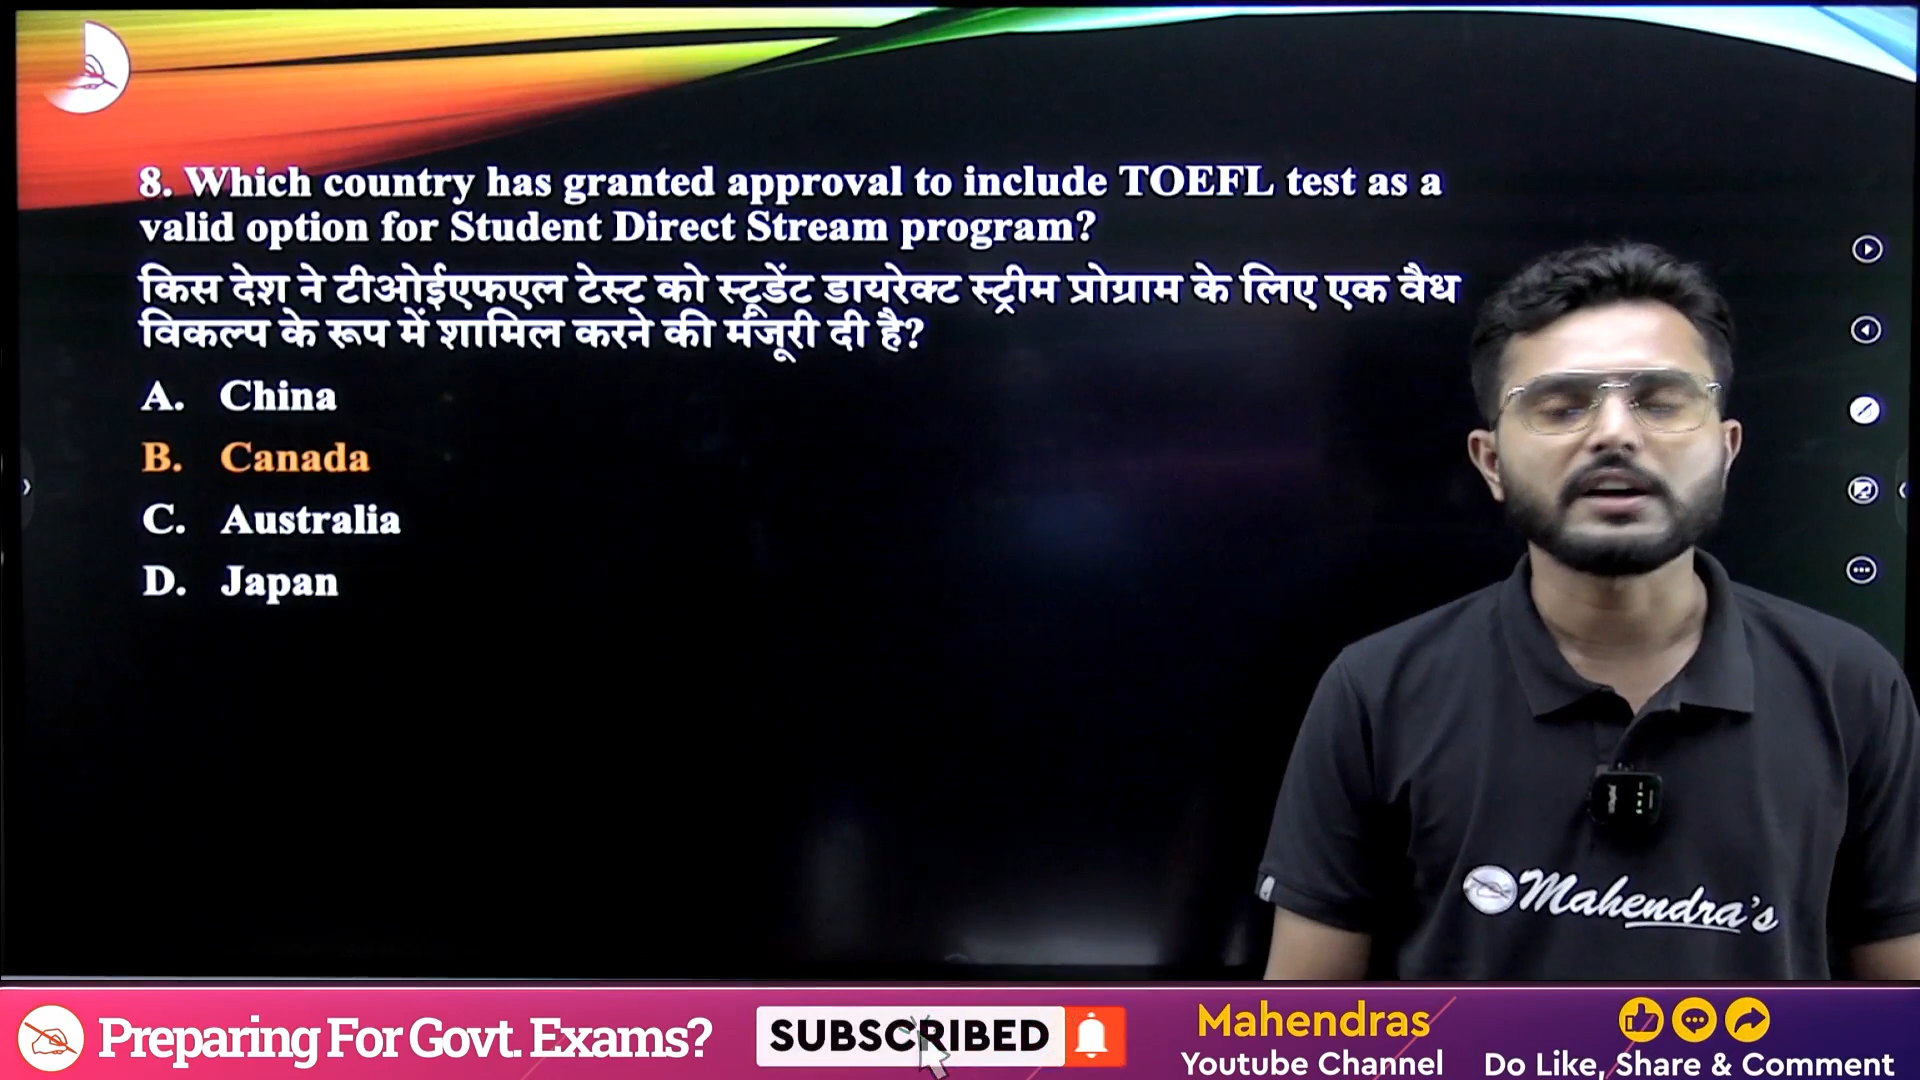 8. Which country has granted approval to include TOEFL test as a
valid option for Student Direct Stream program?
किस देश ने टीओईएफएल टेस्ट को स्टूडेंट डायरेक्ट स्ट्रीम प्रोग्राम के लिए एक वैध
विकल्प के रूप में शामिल करने की मंजूरी दी है?
A. China
B. Canada
C. Australia
D. Japan
Mahendra's
Preparing For Govt. Exams?
SUBSCRIBED
Mahendras
Youtube Channel
Do Like, Share & Comment